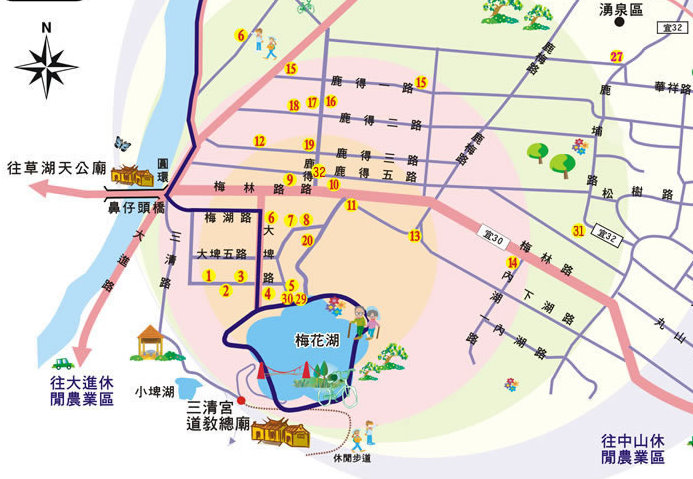 湧泉區
宜32
N
6
鹿梅路
27
15
鹿得一路
15
鹿
華祥路
18
17
16
鹿得二路
埔
12
19
鹿得三路
鹿梅路
圓環
往草湖天公廟
鹿得
32
鹿得五路
9
10
梅林路路
路
松樹路
鼻仔頭橋
梅湖路
6
7
8
11
大埤路
20
13
宜30
31
宜32
梅林路
大進路
三清路
大埤五路
14
1
2
3
4
5
30
29
內下湖路
丸山
湖一內湖路
路
梅花湖
往大進休
閒農業區
小埤湖
三清宮
道教總廟
休閒步道
往中山休
閒農業區